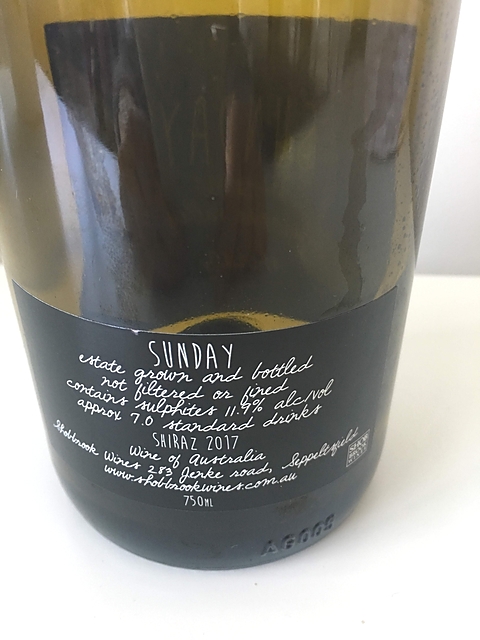 SUNDAY
estate grown and bottled
not filtered or fined
contains sulphites 11.9% alc/vol
approx 7.0 standard drinks
SHIRAZ 2017
Wine of Australia
Shobbrook Wines 283 Jenke road, Seppeltsfield
www.shobbrookwines.com.au
750ML